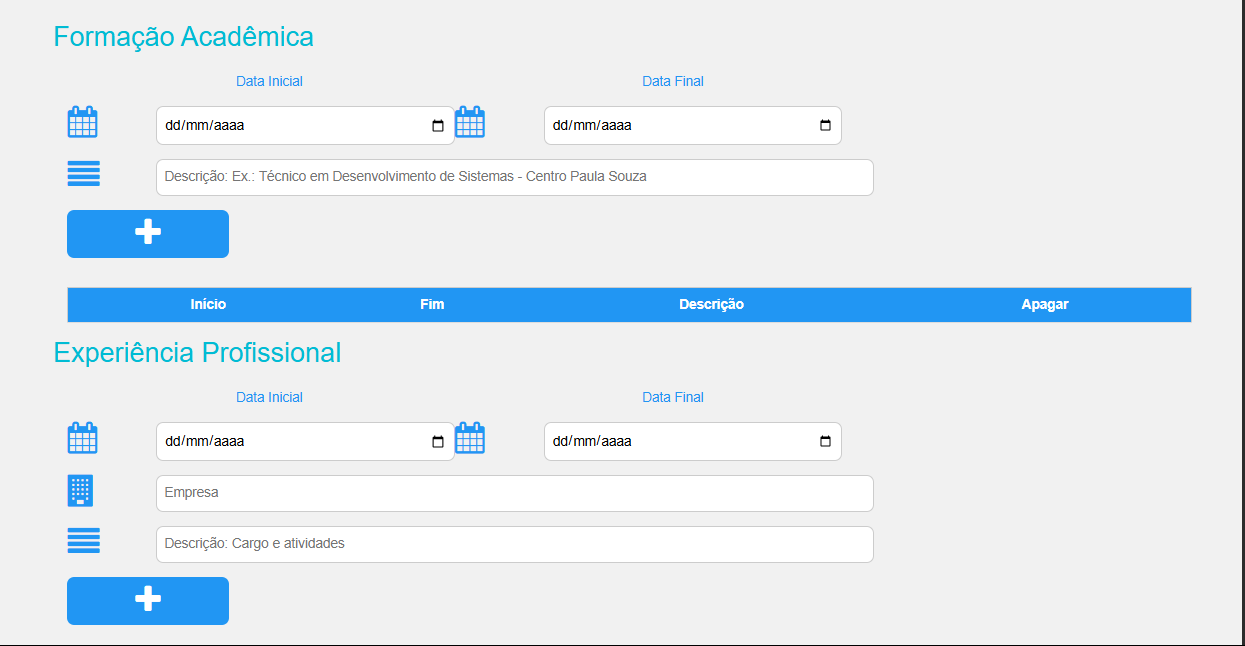 Formação Acadêmica
Data Inicial Data Final
dd/mm/aaaa dd/mm/aaaa
Descrição: Ex.: Técnico em Desenvolvimento de Sistemas - Centro Paula Souza
Início Fim Descrição Apagar
Experiência Profissional
Data Inicial Data Final
dd/mm/aaaa dd/mm/aaaa
Empresa
Descrição: Cargo e atividades